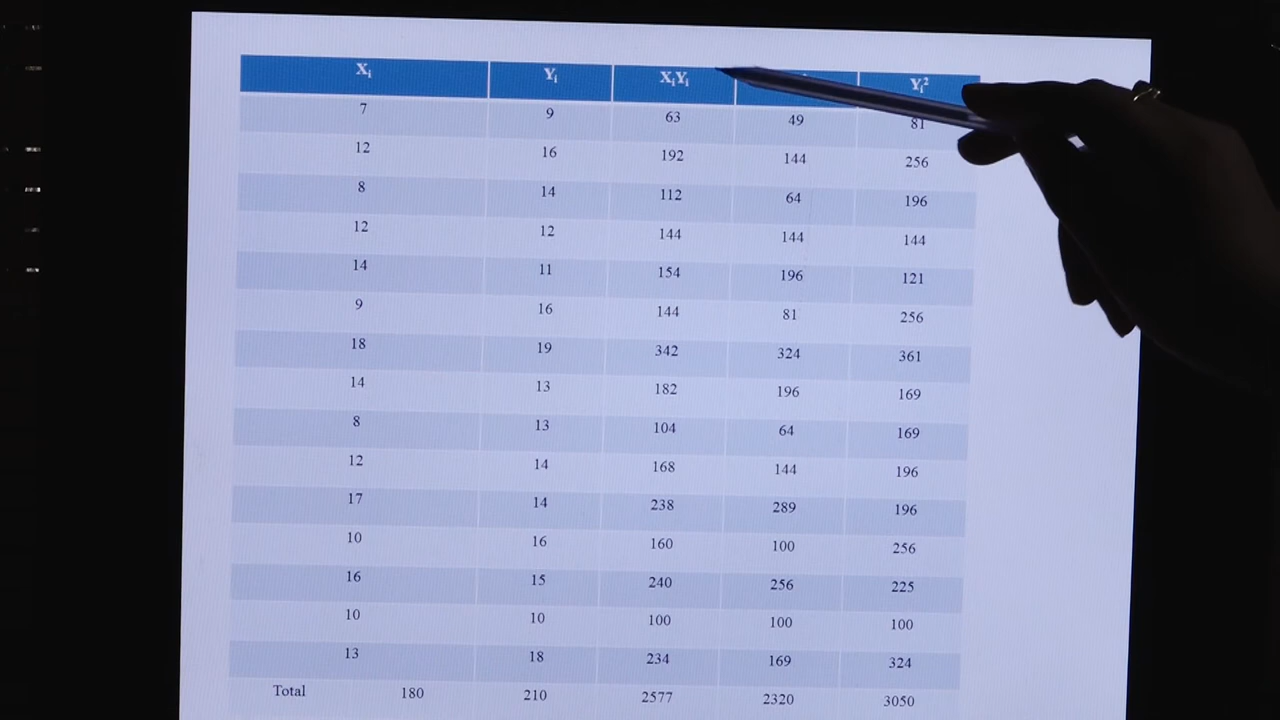 Xi Yi XiYi Yi²
7 9 63 49 81
12 16 192 144 256
8 14 112 64 196
12 12 144 144 144
14 11 154 196 121
9 16 144 81 256
18 19 342 324 361
14 13 182 196 169
8 13 104 64 169
12 14 168 144 196
17 14 238 289 196
10 16 160 100 256
16 15 240 256 225
10 10 100 100 100
13 18 234 169 324
Total 180 210 2577 2320 3050